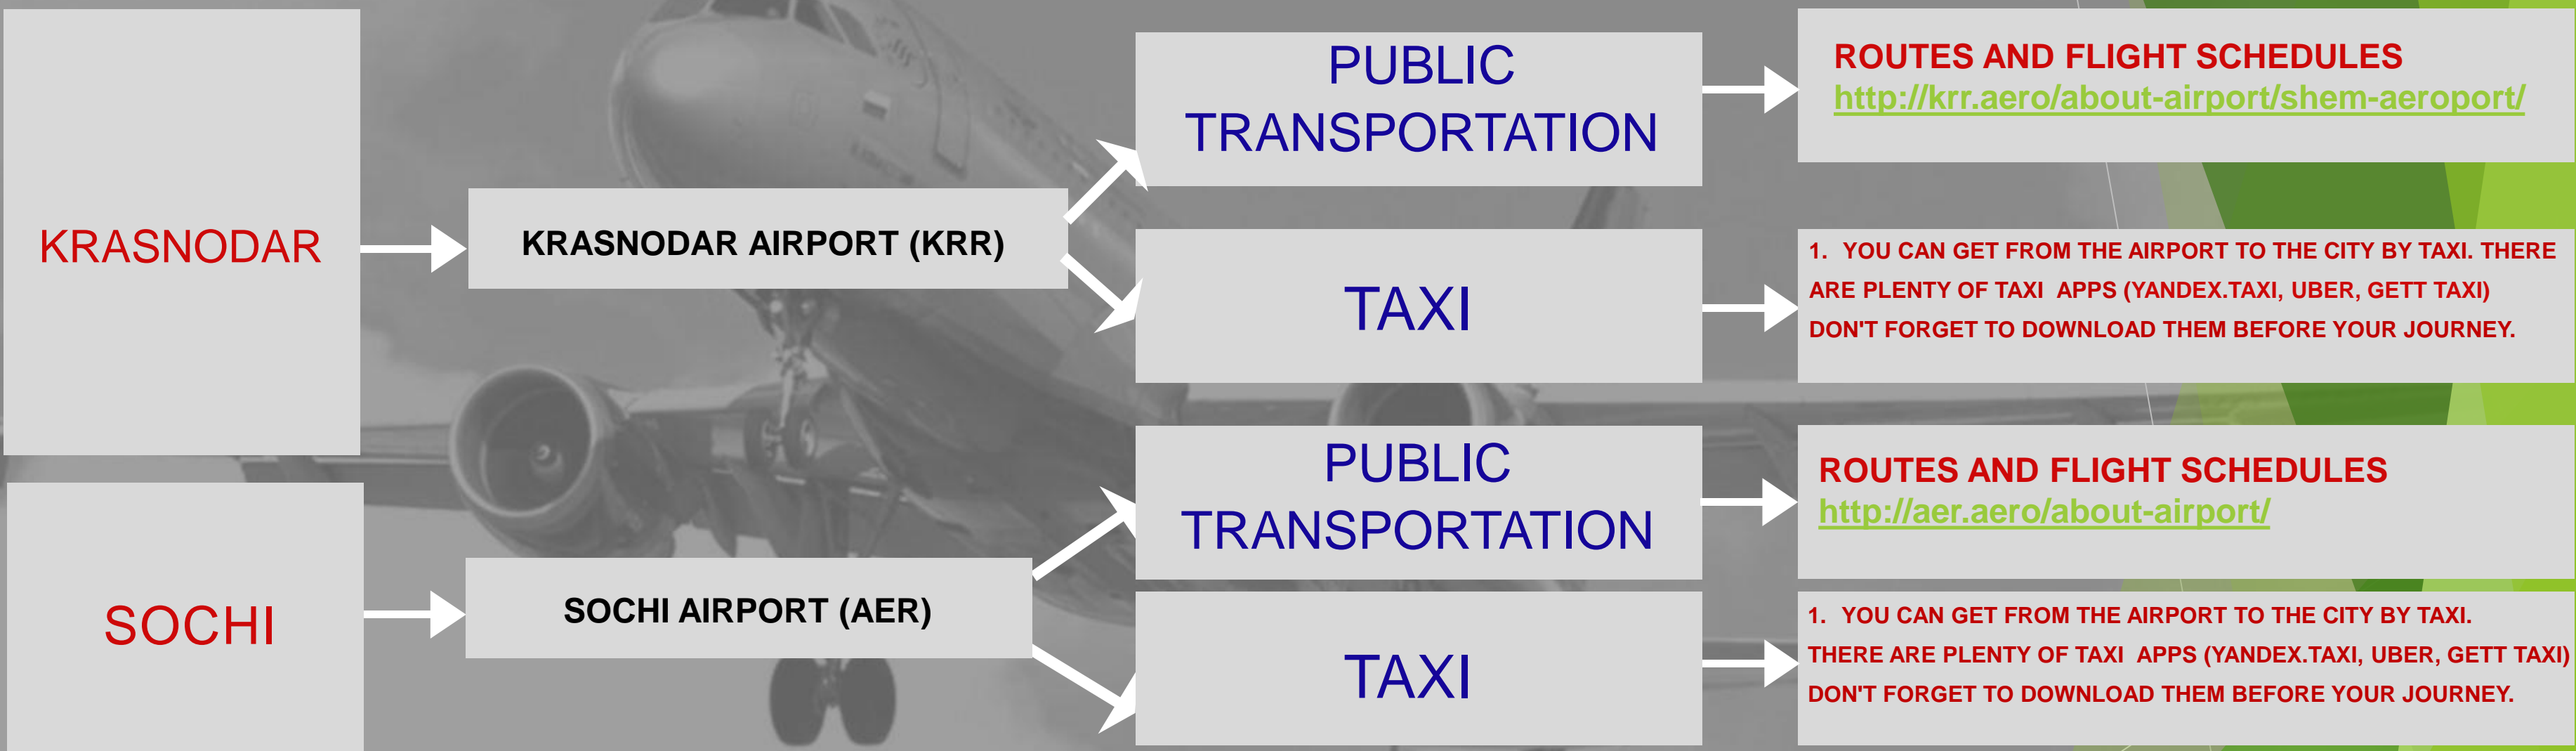 KRASNODAR
KRASNODAR AIRPORT (KRR)
PUBLIC
TRANSPORTATION
ROUTES AND FLIGHT SCHEDULES
http://krr.aero/about-airport/shem-aeroport/
TAXI
1. YOU CAN GET FROM THE AIRPORT TO THE CITY BY TAXI. THERE
ARE PLENTY OF TAXI APPS (YANDEX.TAXI, UBER, GETT TAXI)
DON'T FORGET TO DOWNLOAD THEM BEFORE YOUR JOURNEY.
SOCHI
SOCHI AIRPORT (AER)
PUBLIC
TRANSPORTATION
ROUTES AND FLIGHT SCHEDULES
http://aer.aero/about-airport/
TAXI
1. YOU CAN GET FROM THE AIRPORT TO THE CITY BY TAXI.
THERE ARE PLENTY OF TAXI APPS (YANDEX.TAXI, UBER, GETT TAXI)
DON'T FORGET TO DOWNLOAD THEM BEFORE YOUR JOURNEY.